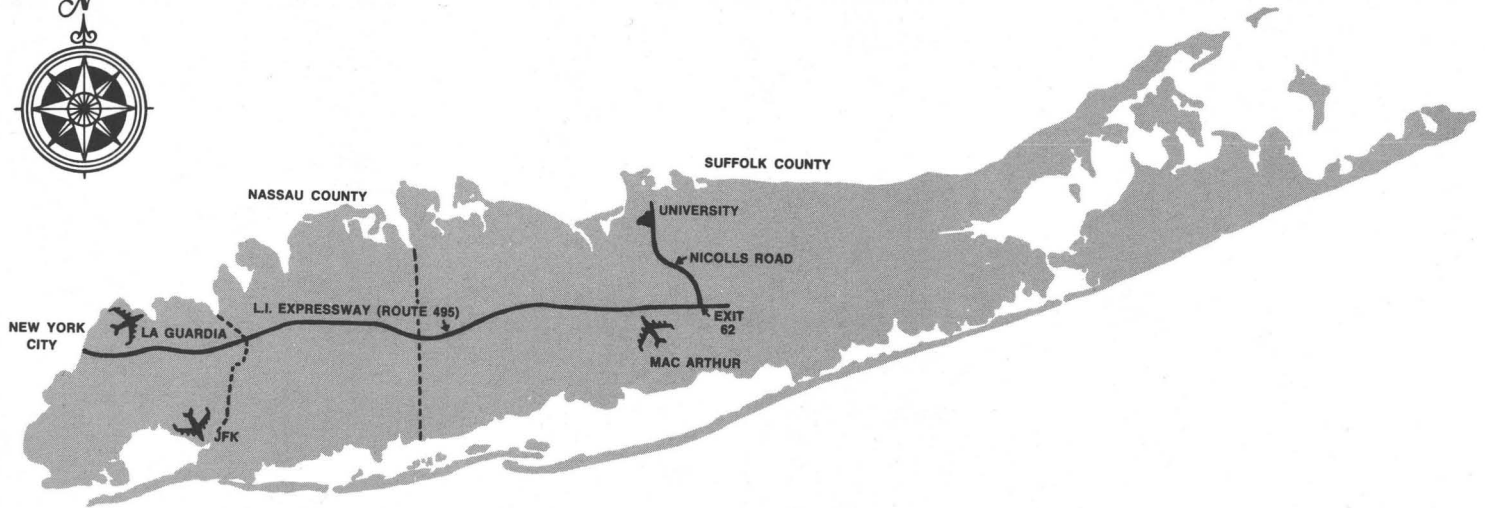 N
SUFFOLK COUNTY
NASSAU COUNTY
UNIVERSITY
NICOLLS ROAD
L.I. EXPRESSWAY (ROUTE 495)
EXIT
62
NEW YORK
CITY
LA GUARDIA
MAC ARTHUR
JFK